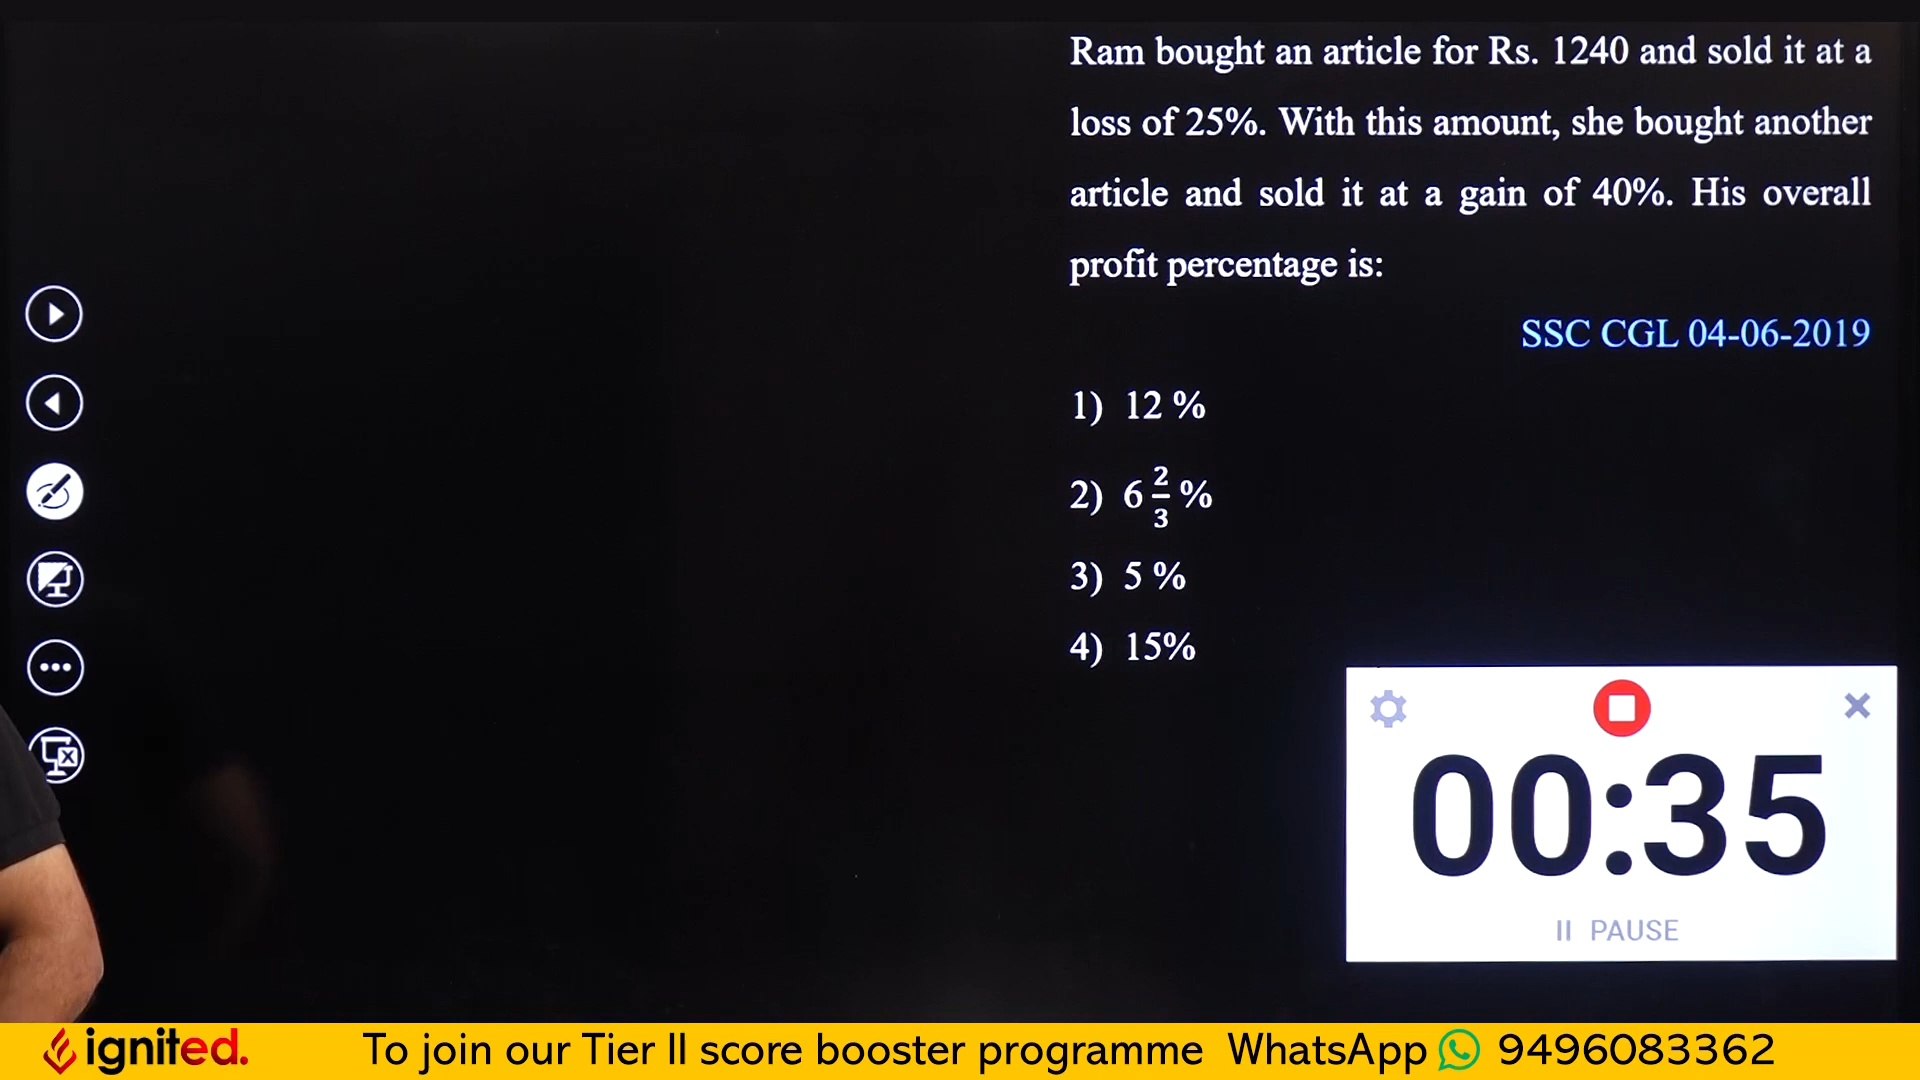 Ram bought an article for Rs. 1240 and sold it at a
loss of 25%. With this amount, she bought another
article and sold it at a gain of 40%. His overall
profit percentage is:
SSC CGL 04-06-2019
1) 12 %
2) 6 2/3 %
3) 5 %
4) 15%
00:35
PAUSE
ignited.
To join our Tier II score booster programme WhatsApp 9496083362